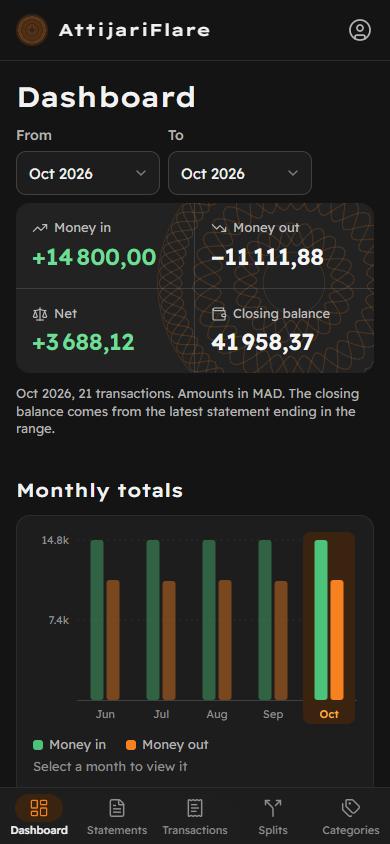 AttijariFlare
Dashboard
From To
Oct 2026 Oct 2026
Money in Money out
+14 800,00 −11 111,88
Net Closing balance
+3 688,12 41 958,37
Oct 2026, 21 transactions. Amounts in MAD. The closing
balance comes from the latest statement ending in the
range.
Monthly totals
14.8k
7.4k
Jun Jul Aug Sep Oct
Money in Money out
Select a month to view it
Dashboard Statements Transactions Splits Categories